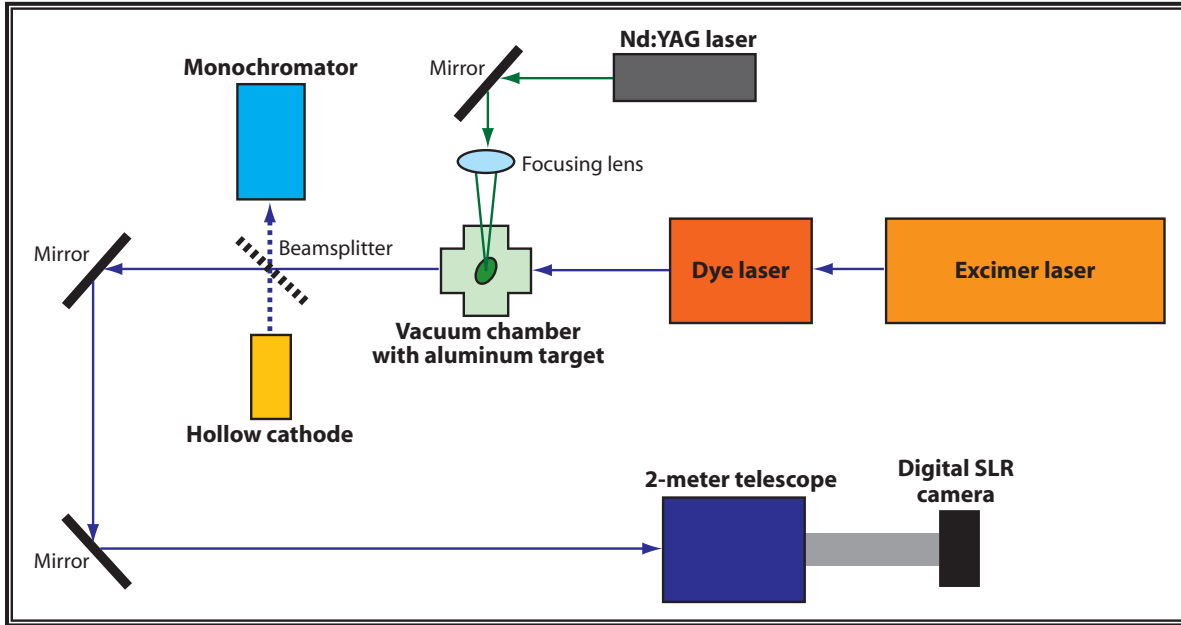 Nd:YAG laser
Mirror
Monochromator
Focusing lens
Mirror
Beamsplitter
Dye laser
Excimer laser
Vacuum chamber
with aluminum target
Hollow cathode
2-meter telescope
Digital SLR
camera
Mirror